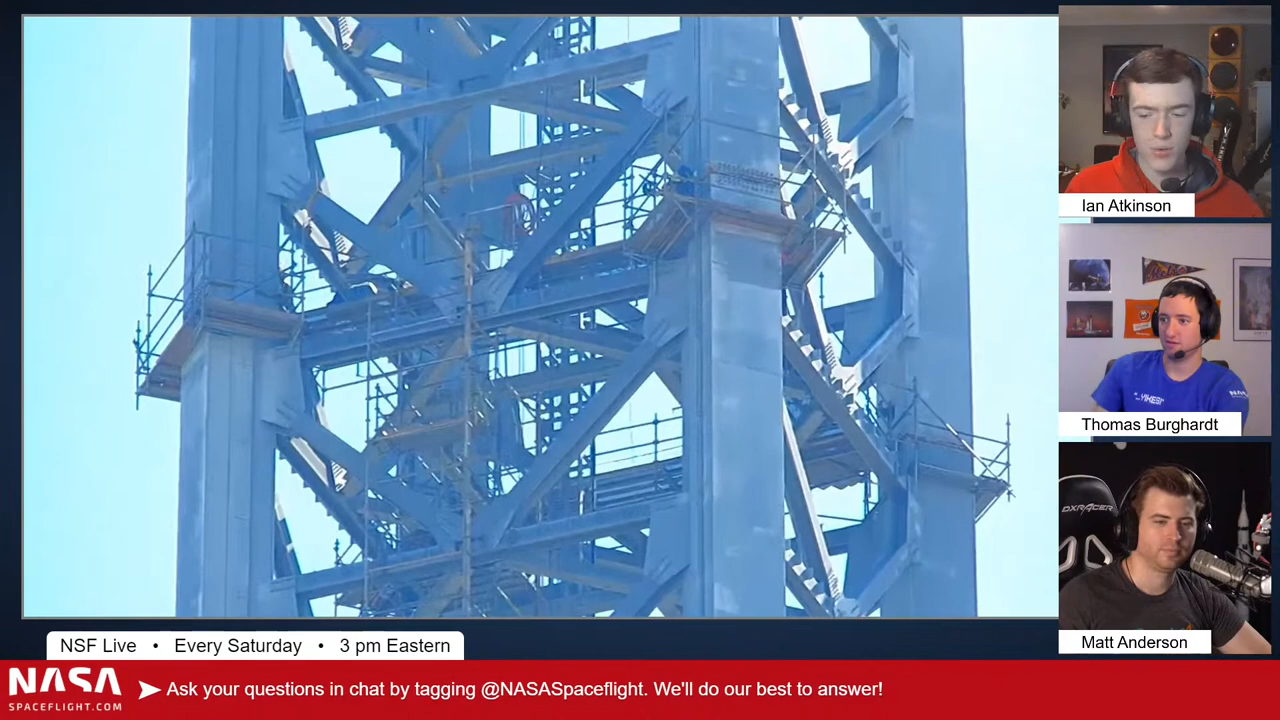 Ian Atkinson
Thomas Burghardt
DXRACER
Matt Anderson
NSF Live • Every Saturday • 3 pm Eastern
NASA
SPACEFLIGHT.COM
Ask your questions in chat by tagging @NASASpaceflight. We'll do our best to answer!